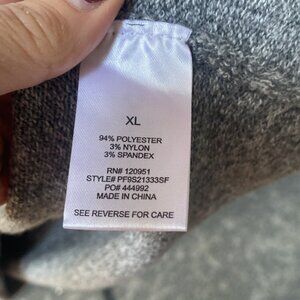 XL
94% POLYESTER
3% NYLON
3% SPANDEX
RN# 120951
STYLE# PF9S21333SF
PO# 444992
MADE IN CHINA
SEE REVERSE FOR CARE